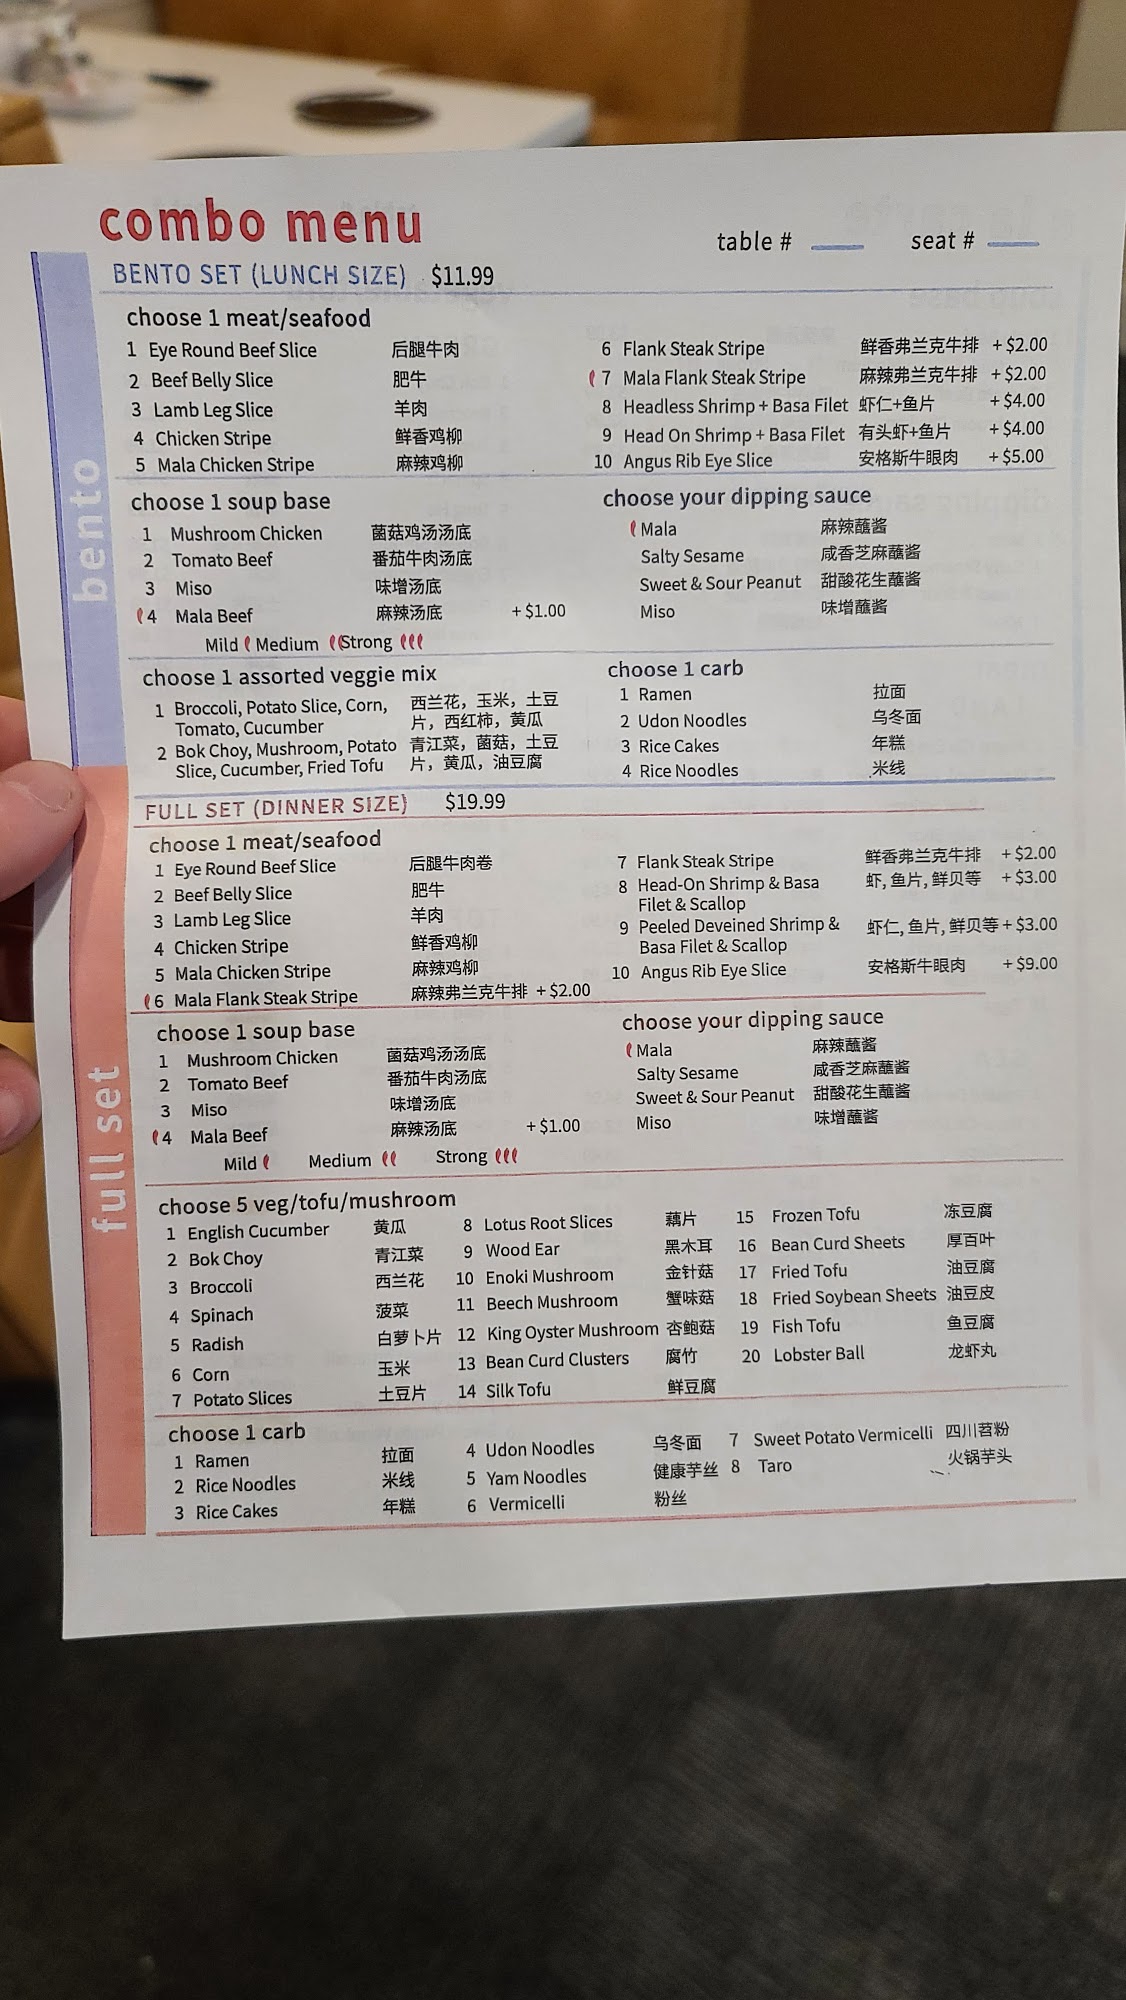 combo menu
table # seat #
BENTO SET (LUNCH SIZE) $11.99
bento
choose 1 meat/seafood
1 Eye Round Beef Slice 后腿牛肉
2 Beef Belly Slice 肥牛
3 Lamb Leg Slice 羊肉
4 Chicken Stripe 鲜香鸡柳
5 Mala Chicken Stripe 麻辣鸡柳
6 Flank Steak Stripe 鲜香弗兰克牛排 + $2.00
7 Mala Flank Steak Stripe 麻辣弗兰克牛排 + $2.00
8 Headless Shrimp + Basa Filet 虾仁+鱼片 + $4.00
9 Head On Shrimp + Basa Filet 有头虾+鱼片 + $4.00
10 Angus Rib Eye Slice 安格斯牛眼肉 + $5.00
choose 1 soup base
1 Mushroom Chicken 菌菇鸡汤汤底
2 Tomato Beef 番茄牛肉汤底
3 Miso 味增汤底
4 Mala Beef 麻辣汤底 + $1.00
Mild Medium Strong
choose your dipping sauce
Mala 麻辣蘸酱
Salty Sesame 咸香芝麻蘸酱
Sweet & Sour Peanut 甜酸花生蘸酱
Miso 味增蘸酱
choose 1 assorted veggie mix
1 Broccoli, Potato Slice, Corn, 西兰花，玉米，土豆
Tomato, Cucumber 片，西红柿，黄瓜
2 Bok Choy, Mushroom, Potato 青江菜，菌菇，土豆
Slice, Cucumber, Fried Tofu 片，黄瓜，油豆腐
choose 1 carb
1 Ramen 拉面
2 Udon Noodles 乌冬面
3 Rice Cakes 年糕
4 Rice Noodles 米线
FULL SET (DINNER SIZE) $19.99
full set
choose 1 meat/seafood
1 Eye Round Beef Slice 后腿牛肉卷
2 Beef Belly Slice 肥牛
3 Lamb Leg Slice 羊肉
4 Chicken Stripe 鲜香鸡柳
5 Mala Chicken Stripe 麻辣鸡柳
6 Mala Flank Steak Stripe 麻辣弗兰克牛排 + $2.00
7 Flank Steak Stripe 鲜香弗兰克牛排 + $2.00
8 Head-On Shrimp & Basa 虾, 鱼片, 鲜贝等 + $3.00
Filet & Scallop
9 Peeled Deveined Shrimp & 虾仁, 鱼片, 鲜贝等 + $3.00
Basa Filet & Scallop
10 Angus Rib Eye Slice 安格斯牛眼肉 + $9.00
choose 1 soup base
1 Mushroom Chicken 菌菇鸡汤汤底
2 Tomato Beef 番茄牛肉汤底
3 Miso 味增汤底
4 Mala Beef 麻辣汤底 + $1.00
Mild Medium Strong
choose your dipping sauce
Mala 麻辣蘸酱
Salty Sesame 咸香芝麻蘸酱
Sweet & Sour Peanut 甜酸花生蘸酱
Miso 味增蘸酱
choose 5 veg/tofu/mushroom
1 English Cucumber 黄瓜
2 Bok Choy 青江菜
3 Broccoli 西兰花
4 Spinach 菠菜
5 Radish 白萝卜片
6 Corn 玉米
7 Potato Slices 土豆片
8 Lotus Root Slices 藕片
9 Wood Ear 黑木耳
10 Enoki Mushroom 金针菇
11 Beech Mushroom 蟹味菇
12 King Oyster Mushroom 杏鲍菇
13 Bean Curd Clusters 腐竹
14 Silk Tofu 鲜豆腐
15 Frozen Tofu 冻豆腐
16 Bean Curd Sheets 厚百叶
17 Fried Tofu 油豆腐
18 Fried Soybean Sheets 油豆皮
19 Fish Tofu 鱼豆腐
20 Lobster Ball 龙虾丸
choose 1 carb
1 Ramen 拉面
2 Rice Noodles 米线
3 Rice Cakes 年糕
4 Udon Noodles 乌冬面
5 Yam Noodles 健康芋丝
6 Vermicelli 粉丝
7 Sweet Potato Vermicelli 四川苕粉
8 Taro 火锅芋头